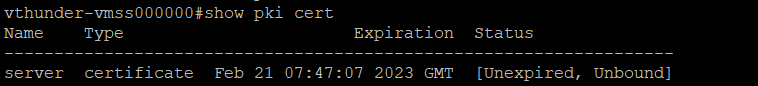 vthunder-vmss000000#show pki cert
Name    Type                       Expiration  Status
-------------------------------------------------------------------
server  certificate  Feb 21 07:47:07 2023 GMT  [Unexpired, Unbound]